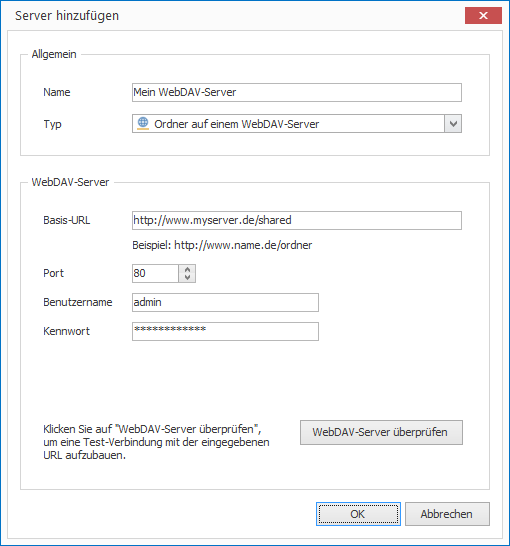 Server hinzufügen
Allgemein
Name Mein WebDAV-Server
Typ Ordner auf einem WebDAV-Server
WebDAV-Server
Basis-URL http://www.myserver.de/shared
Beispiel: http://www.name.de/ordner
Port 80
Benutzername admin
Kennwort ************
Klicken Sie auf "WebDAV-Server überprüfen",
um eine Test-Verbindung mit der eingegebenen
URL aufzubauen.
WebDAV-Server überprüfen
OK Abbrechen